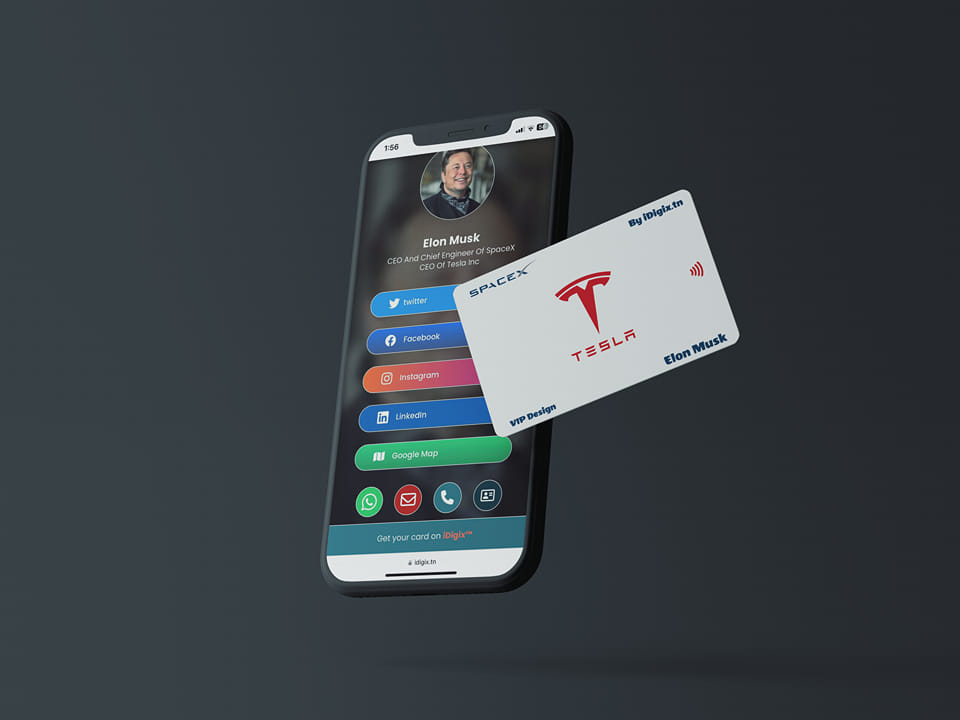 1:56
Elon Musk
CEO And Chief Engineer Of SpaceX
CEO Of Tesla Inc
twitter
Facebook
Instagram
LinkedIn
Google Map
Get your card on iDigix™
idigix.tn
By iDigix.tn
SPACEX
TESLA
Elon Musk
VIP Design